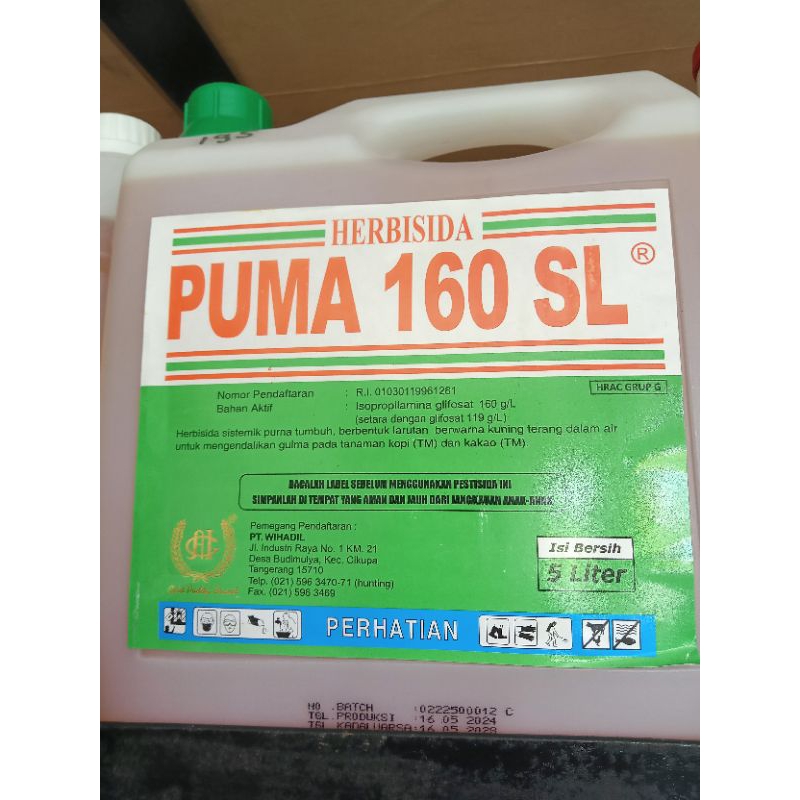 195
HERBISIDA
PUMA 160 SL ®
HRAC GRUP G
Nomor Pendaftaran : R.I. 01030119961261
Bahan Aktif : Isopropilamina glifosat 160 g/L
(setara dengan glifosat 119 g/L)
Herbisida sistemik purna tumbuh, berbentuk larutan berwarna kuning terang dalam air
untuk mengendalikan gulma pada tanaman kopi (TM) dan kakao (TM).
BACALAH LABEL SEBELUM MENGGUNAKAN PESTISIDA INI
SIMPANLAH DI TEMPAT YANG AMAN DAN JAUH DARI JANGKAUAN ANAK-ANAK
Pemegang Pendaftaran :
PT. WIHADIL
Jl. Industri Raya No. 1 KM. 21
Desa Budimulya, Kec. Cikupa
Tangerang 15710
Telp. (021) 596 3470-71 (hunting)
Fax. (021) 596 3469
Isi Bersih
5 Liter
PERHATIAN
NO .BATCH :0222500012 C
TGL.PRODUKSI :16 05 2024
TGL KADALUARSA:16 05 2028